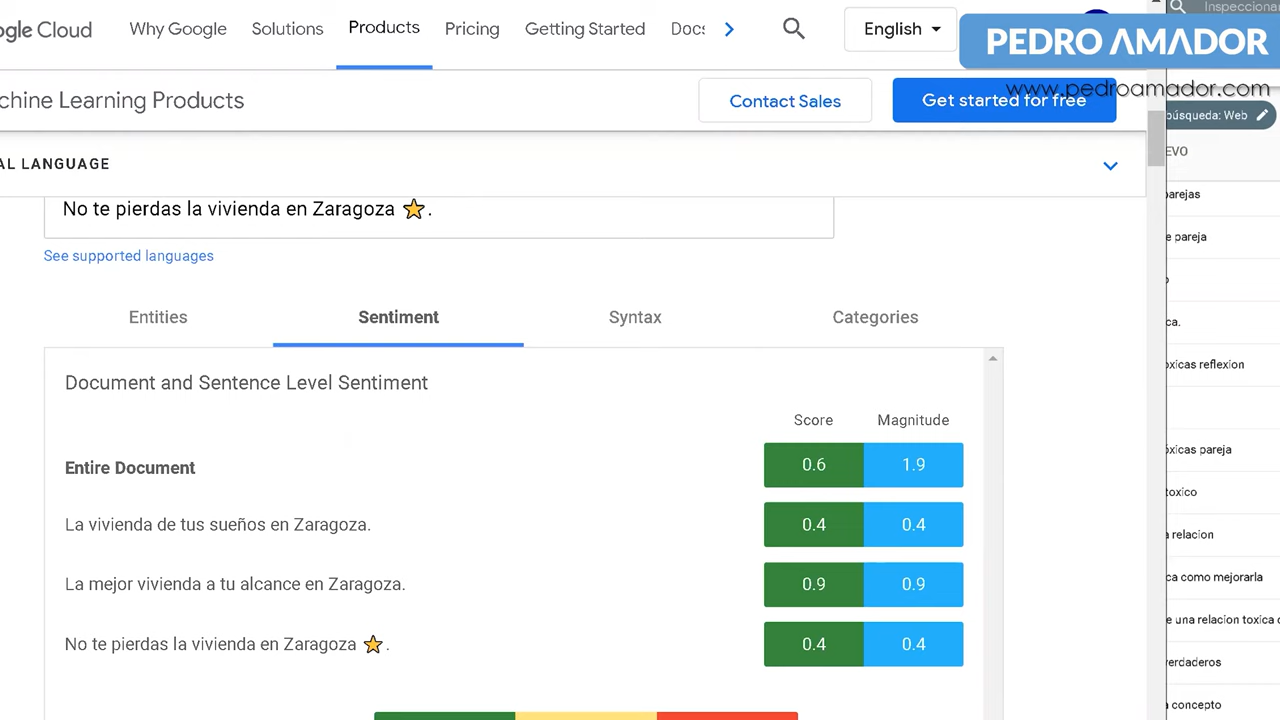 ogle Cloud
Why Google
Solutions
Products
Pricing
Getting Started
Docs
English
PEDRO AMADOR
www.pedroamador.com
Inspeccionar
chine Learning Products
Contact Sales
Get started for free
búsqueda: Web
EVO
AL LANGUAGE
No te pierdas la vivienda en Zaragoza ⭐.
See supported languages
Entities
Sentiment
Syntax
Categories
Document and Sentence Level Sentiment
Score
Magnitude
Entire Document
0.6
1.9
La vivienda de tus sueños en Zaragoza.
0.4
0.4
La mejor vivienda a tu alcance en Zaragoza.
0.9
0.9
No te pierdas la vivienda en Zaragoza ⭐.
0.4
0.4
arejas
e pareja
o
ca.
oxicas reflexion
óxicas pareja
toxico
a relacion
ca como mejorarla
e una relacion toxica c
verdaderos
a concepto